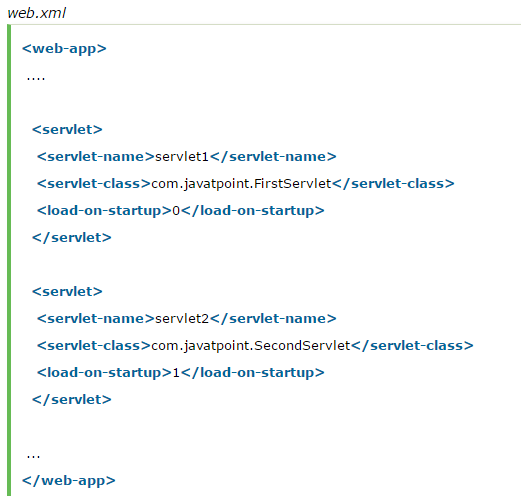 web.xml
<web-app>
....
<servlet>
<servlet-name>servlet1</servlet-name>
<servlet-class>com.javatpoint.FirstServlet</servlet-class>
<load-on-startup>0</load-on-startup>
</servlet>
<servlet>
<servlet-name>servlet2</servlet-name>
<servlet-class>com.javatpoint.SecondServlet</servlet-class>
<load-on-startup>1</load-on-startup>
</servlet>
...
</web-app>